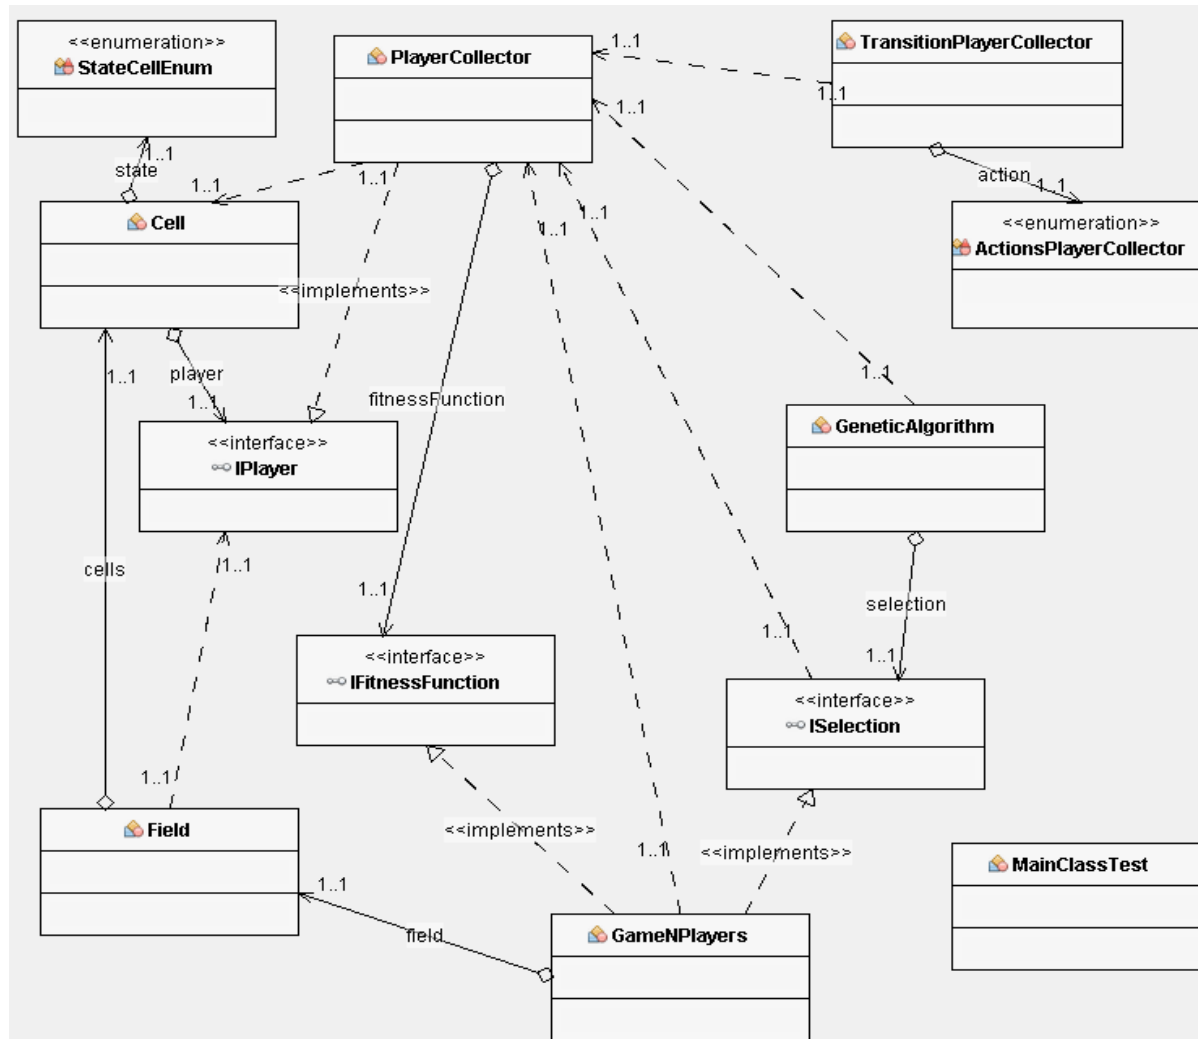 <<enumeration>>
StateCellEnum
PlayerCollector
TransitionPlayerCollector
1..1
1..1
1..1
1..1
state
1..1
1..1
action
1..1
Cell
1..1
1..1
<<enumeration>>
ActionsPlayerCollector
<<implements>>
player
1..1
1..1
1..1
fitnessFunction
<<interface>>
IPlayer
GeneticAlgorithm
1..1
cells
1..1
selection
1..1
1..1
<<interface>>
IFitnessFunction
<<interface>>
ISelection
1..1
Field
<<implements>>
1..1
<<implements>>
MainClassTest
1..1
field
GameNPlayers